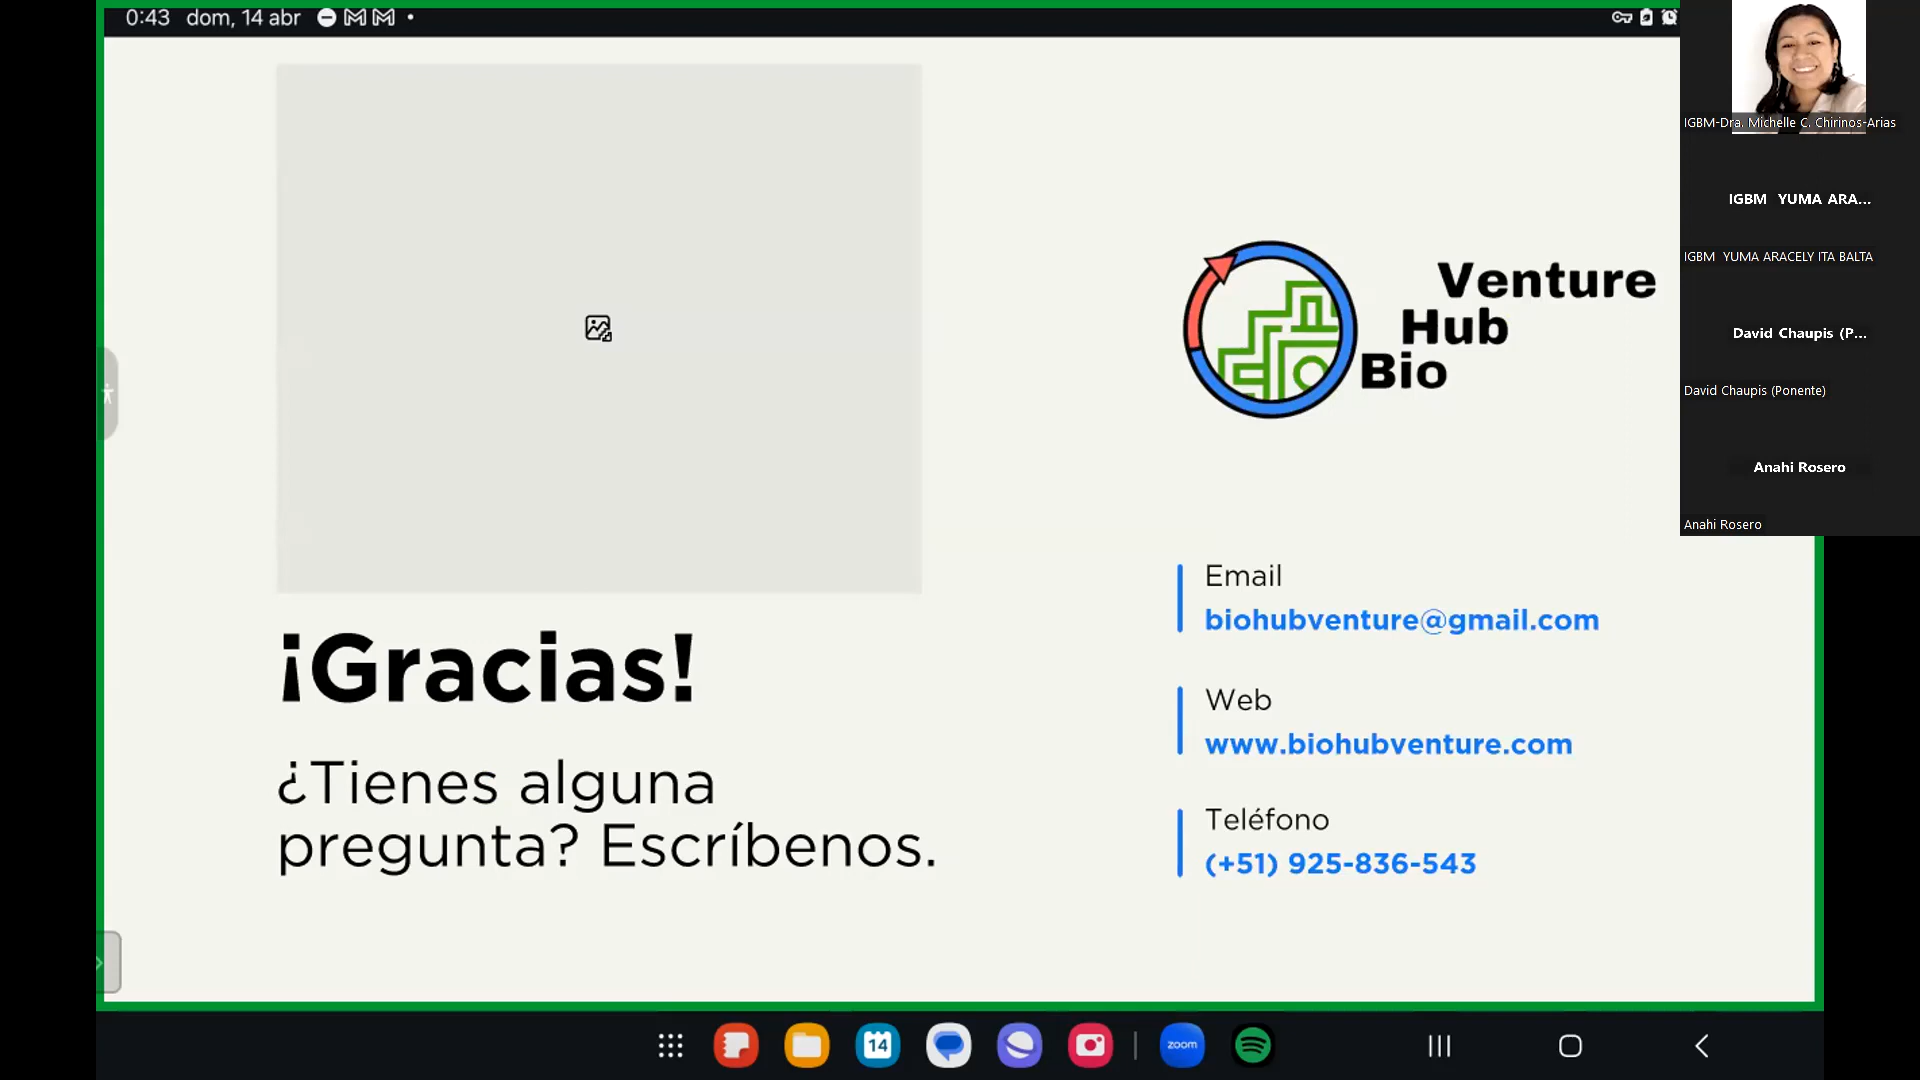 0:43 dom, 14 abr
¡Gracias!
¿Tienes alguna
pregunta? Escríbenos.
Venture
Hub
Bio
Email
biohubventure@gmail.com
Web
www.biohubventure.com
Teléfono
(+51) 925-836-543
IGBM-Dra. Michelle C. Chirinos-Arias
IGBM YUMA ARA...
IGBM YUMA ARACELY ITA BALTA
David Chaupis (P...
David Chaupis (Ponente)
Anahi Rosero
Anahi Rosero
14
zoom